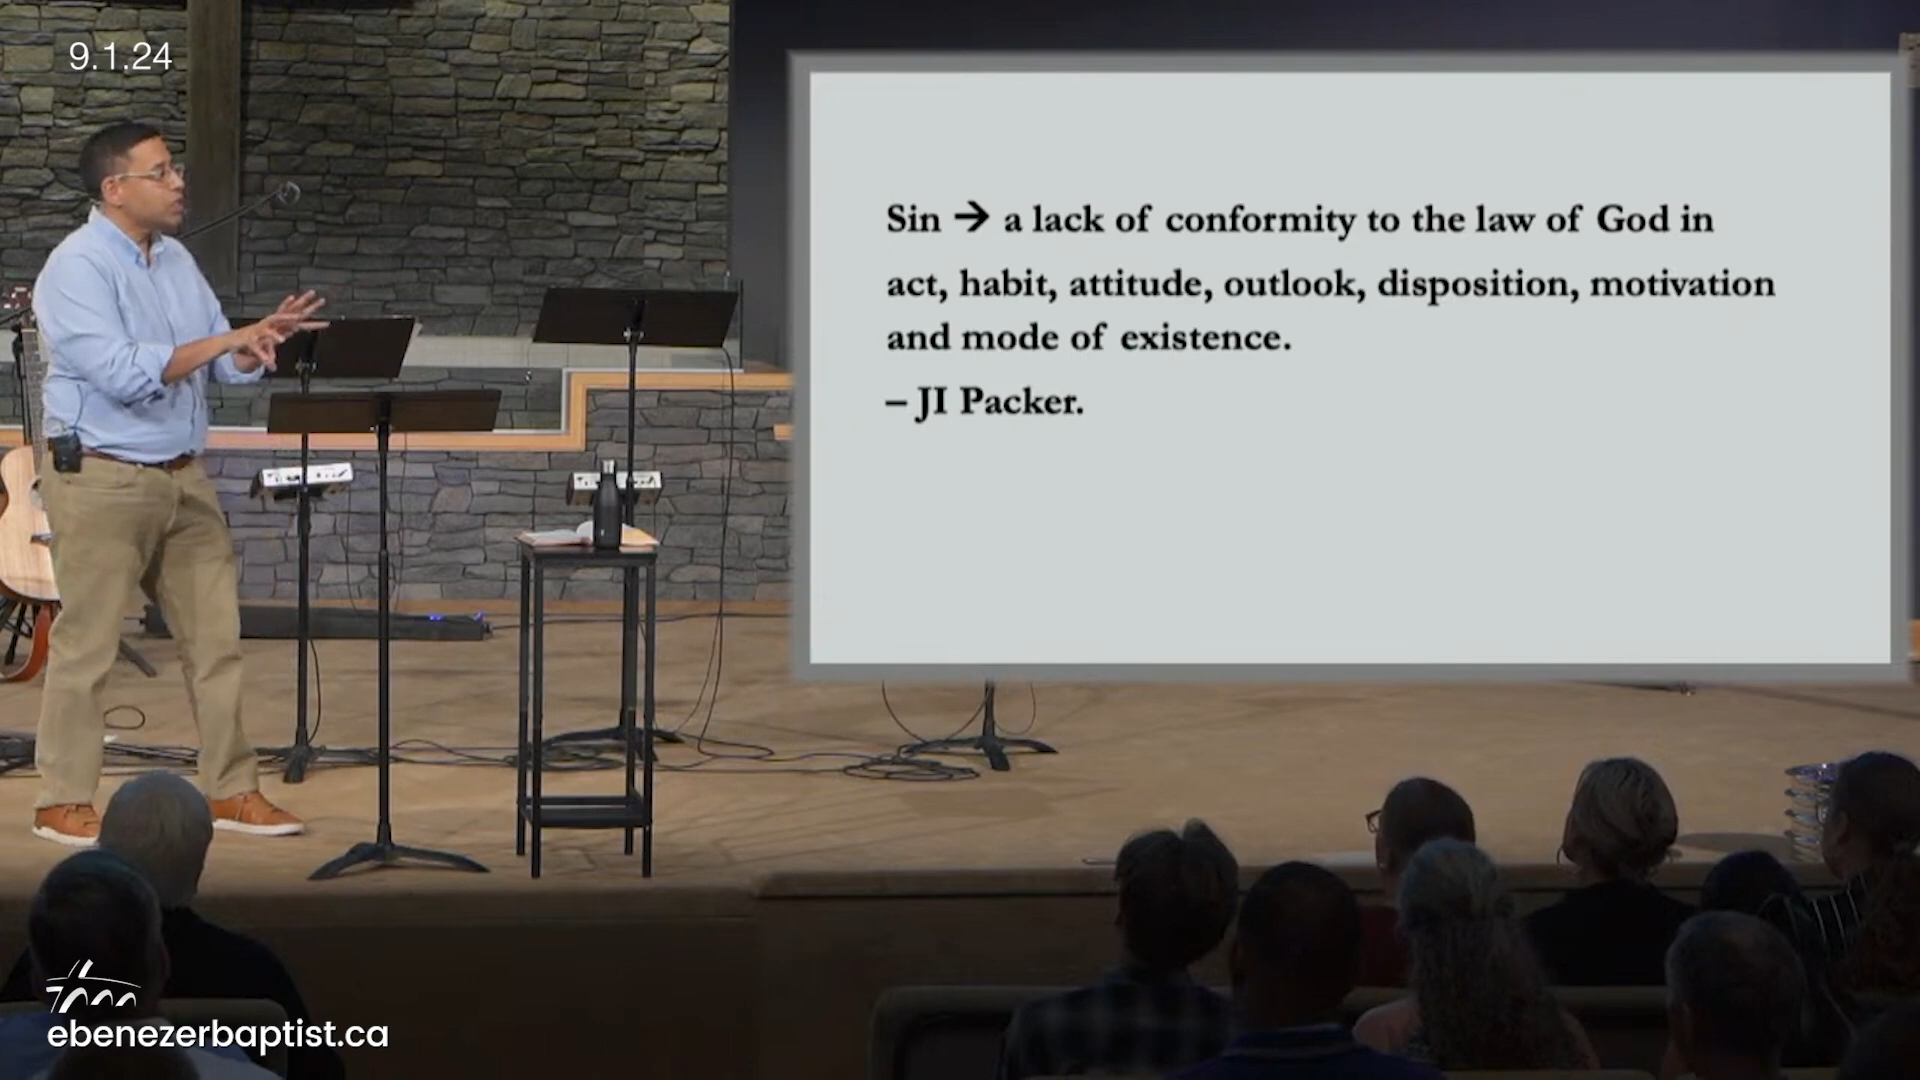 9.1.24
Sin → a lack of conformity to the law of God in
act, habit, attitude, outlook, disposition, motivation
and mode of existence.
– JI Packer.
ebenezerbaptist.ca